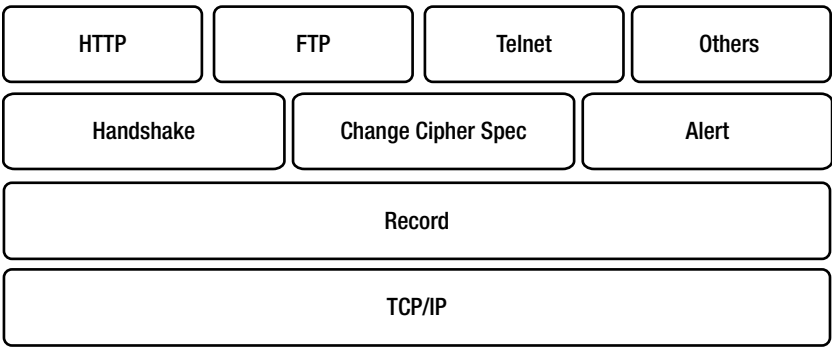 HTTP FTP Telnet Others
Handshake Change Cipher Spec Alert
Record
TCP/IP